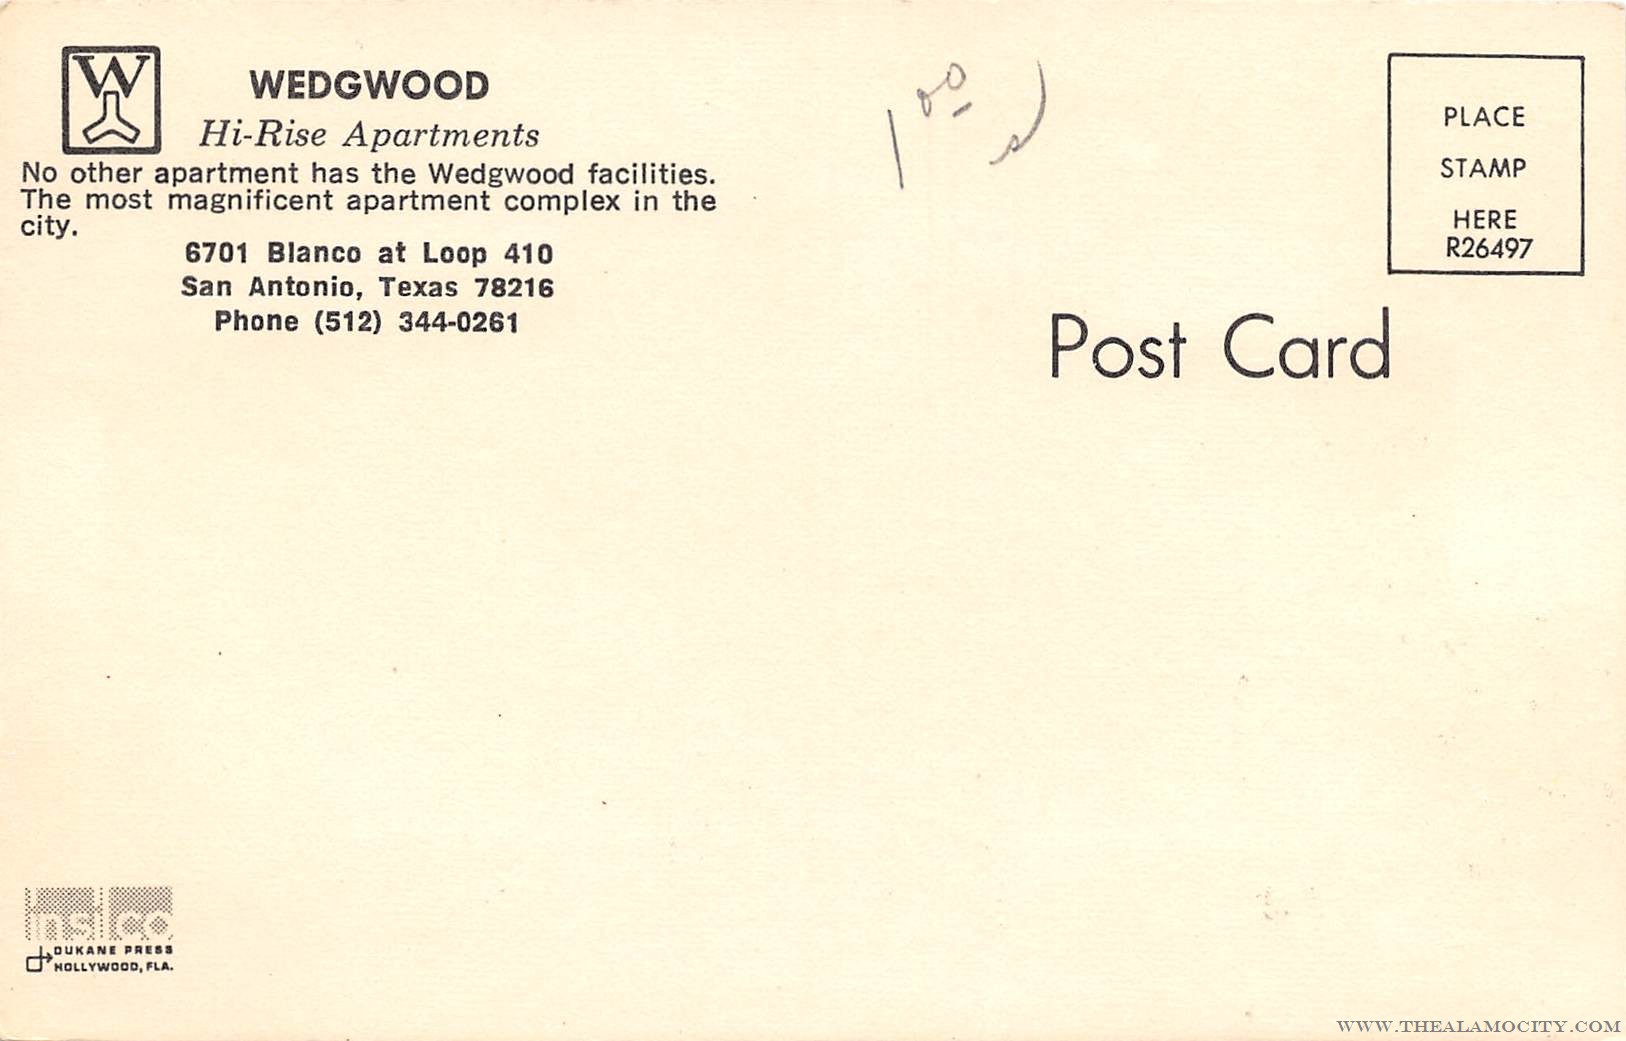 W
WEDGWOOD
Hi-Rise Apartments
No other apartment has the Wedgwood facilities.
The most magnificent apartment complex in the
city.
6701 Blanco at Loop 410
San Antonio, Texas 78216
Phone (512) 344-0261
1 00
PLACE
STAMP
HERE
R26497
Post Card
DUKANE PRESS
HOLLYWOOD, FLA.
WWW.THEALAMOCITY.COM